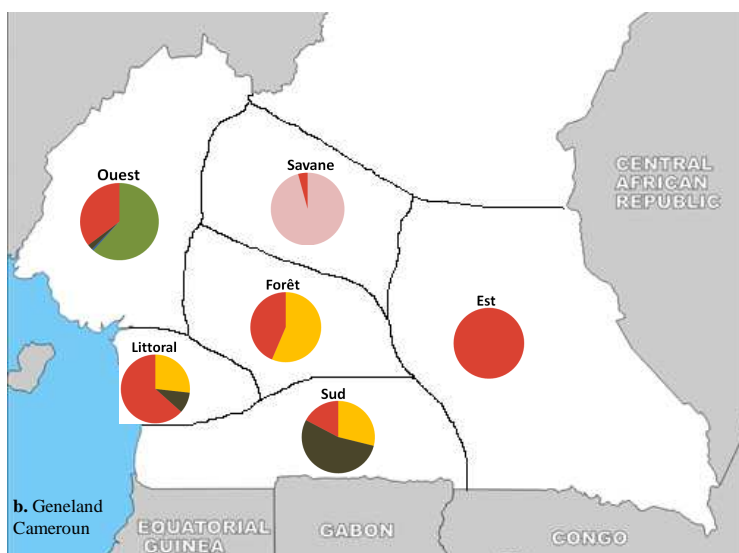 Ouest
Savane
CENTRAL
AFRICAN
REPUBLIC
Forêt
Est
Littoral
Sud
b. Geneland
Cameroun
EQUATORIAL
GUINEA
GABON
CONGO